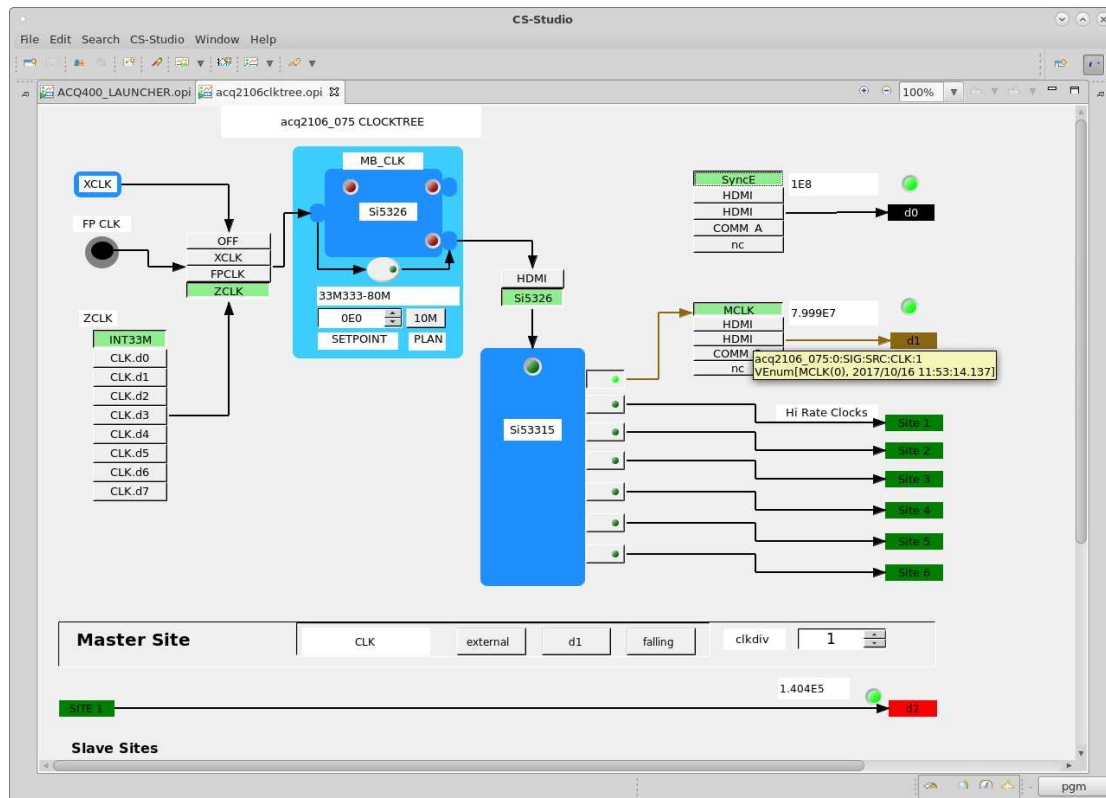 CS-Studio
File Edit Search CS-Studio Window Help
ACQ400_LAUNCHER.opi acq2106clktree.opi 100%
acq2106_075 CLOCKTREE
MB_CLK
XCLK
SyncE 1E8
HDMI
HDMI d0
COMM A
nc
Si5326
FP CLK
OFF
XCLK
FPCLK
ZCLK
HDMI
Si5326
33M333-80M
0E0 10M
SETPOINT PLAN
ZCLK
INT33M
CLK.d0
CLK.d1
CLK.d2
CLK.d3
CLK.d4
CLK.d5
CLK.d6
CLK.d7
MCLK 7.999E7
HDMI
HDMI d1
COMM
nc
acq2106_075:0:SIG:SRC:CLK:1
VEnum[MCLK(0), 2017/10/16 11:53:14.137]
Si53315
Hi Rate Clocks
Site 1
Site 2
Site 3
Site 4
Site 5
Site 6
Master Site CLK external d1 falling clkdiv 1
1.404E5
SITE 1 d2
Slave Sites
pgm